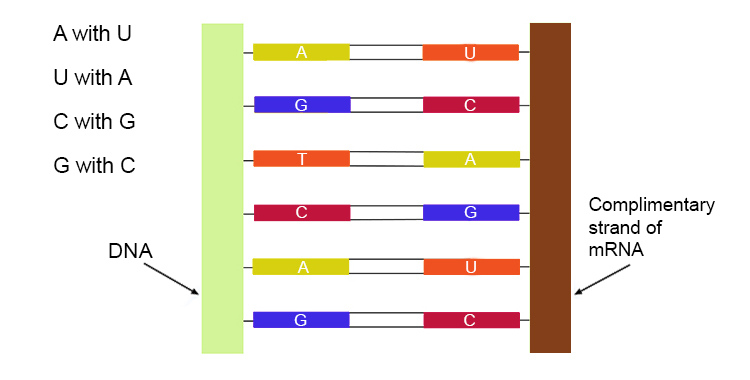 A with U
U with A
C with G
G with C
DNA
A U
G C
T A
C G
A U
G C
Complimentary
strand of
mRNA